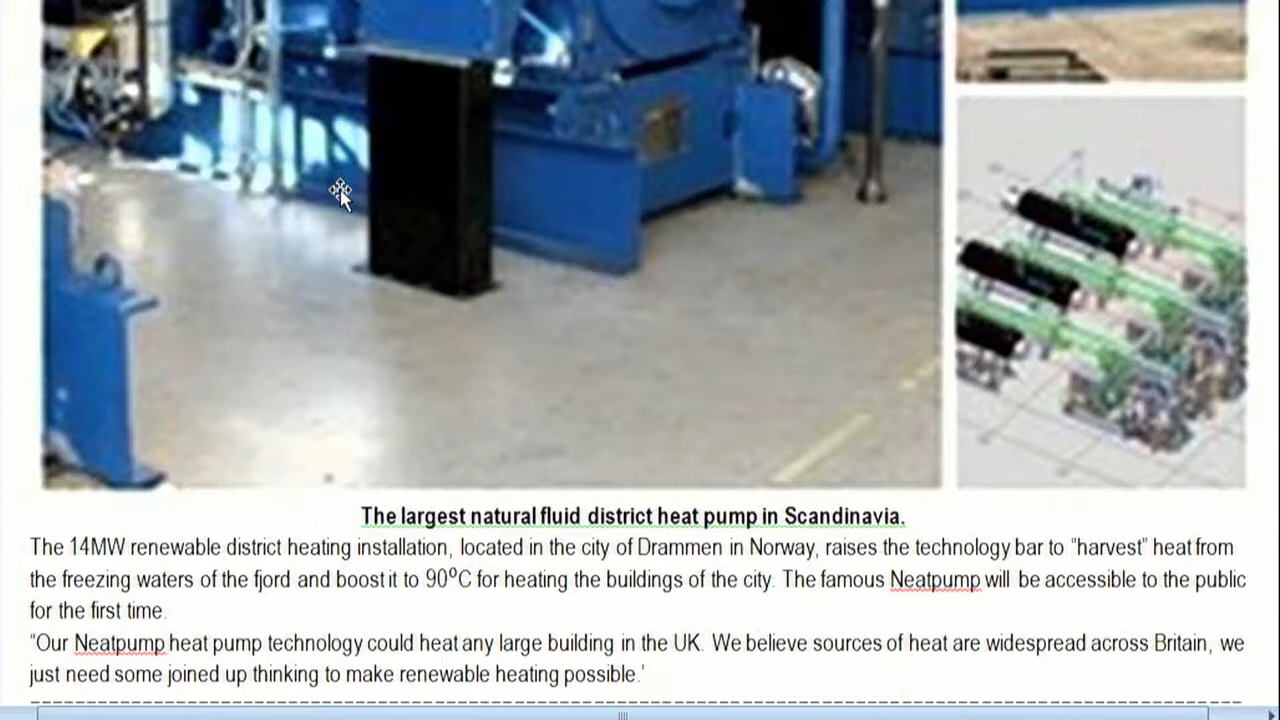 The largest natural fluid district heat pump in Scandinavia.
The 14MW renewable district heating installation, located in the city of Drammen in Norway, raises the technology bar to "harvest" heat from
the freezing waters of the fjord and boost it to 90⁰C for heating the buildings of the city. The famous Neatpump will be accessible to the public
for the first time.
"Our Neatpump heat pump technology could heat any large building in the UK. We believe sources of heat are widespread across Britain, we
just need some joined up thinking to make renewable heating possible.'